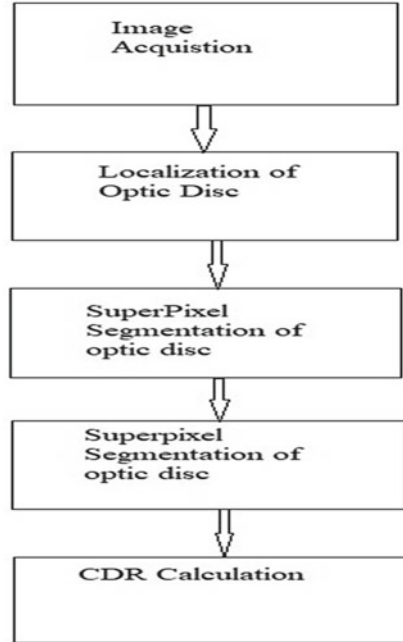 Image
Acquistion
Localization of
Optic Disc
SuperPixel
Segmentation of
optic disc
Superpixel
Segmentation of
optic disc
CDR Calculation